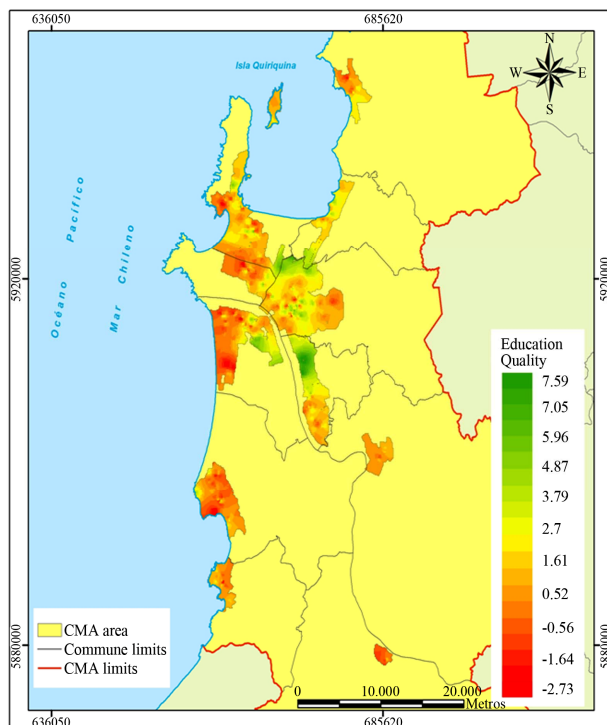 636050
685620
Isla Quiriquina
N
W E
S
Océano Pacífico
Mar Chileno
5920000
5920000
Education
Quality
7.59
7.05
5.96
4.87
3.79
2.7
1.61
0.52
-0.56
-1.64
-2.73
CMA area
Commune limits
CMA limits
5880000
5880000
0 10.000 20.000
Metros
636050
685620